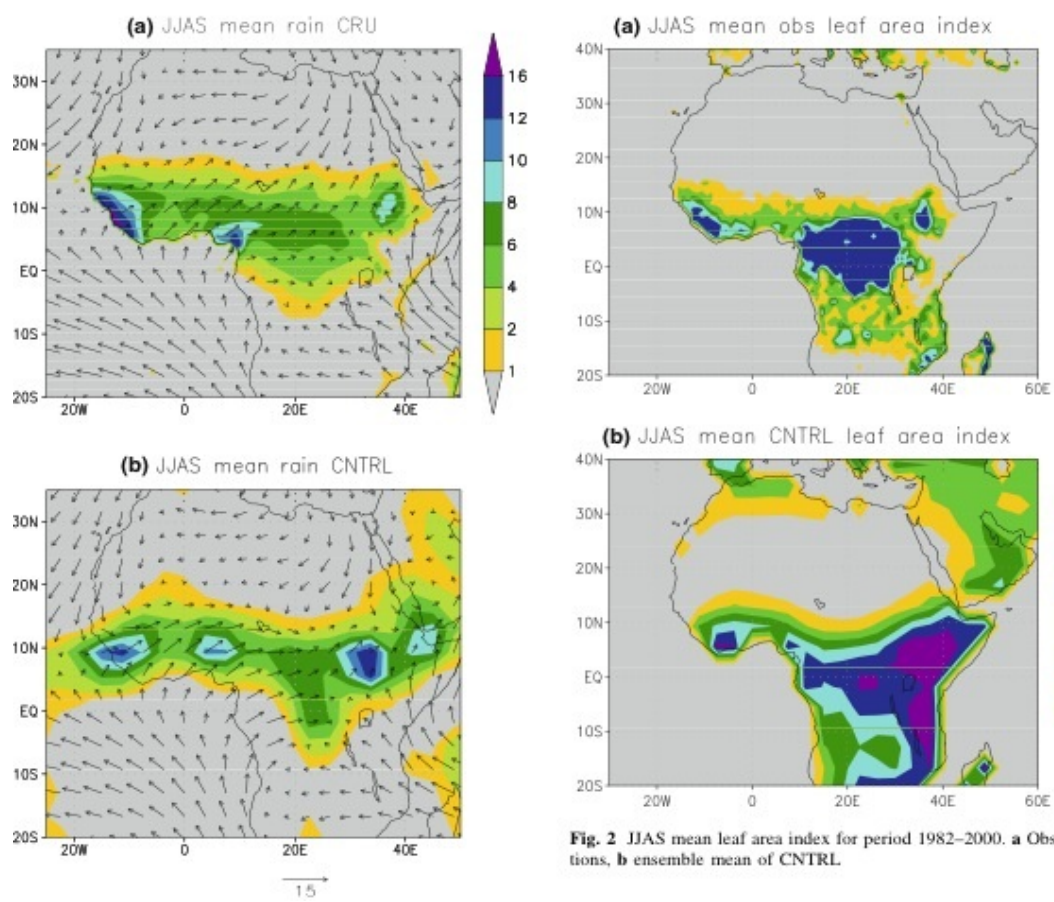 (a) JJAS mean rain CRU
30N
20N
10N
EQ
10S
20S
20W 0 20E 40E
16
12
10
8
6
4
2
1
(b) JJAS mean rain CNTRL
30N
20N
10N
EQ
10S
20S
20W 0 20E 40E
15
(a) JJAS mean obs leaf area index
40N
30N
20N
10N
EQ
10S
20S
20W 0 20E 40E 60E
(b) JJAS mean CNTRL leaf area index
40N
30N
20N
10N
EQ
10S
20S
20W 0 20E 40E 60E
Fig. 2 JJAS mean leaf area index for period 1982–2000. a Obs
tions, b ensemble mean of CNTRL